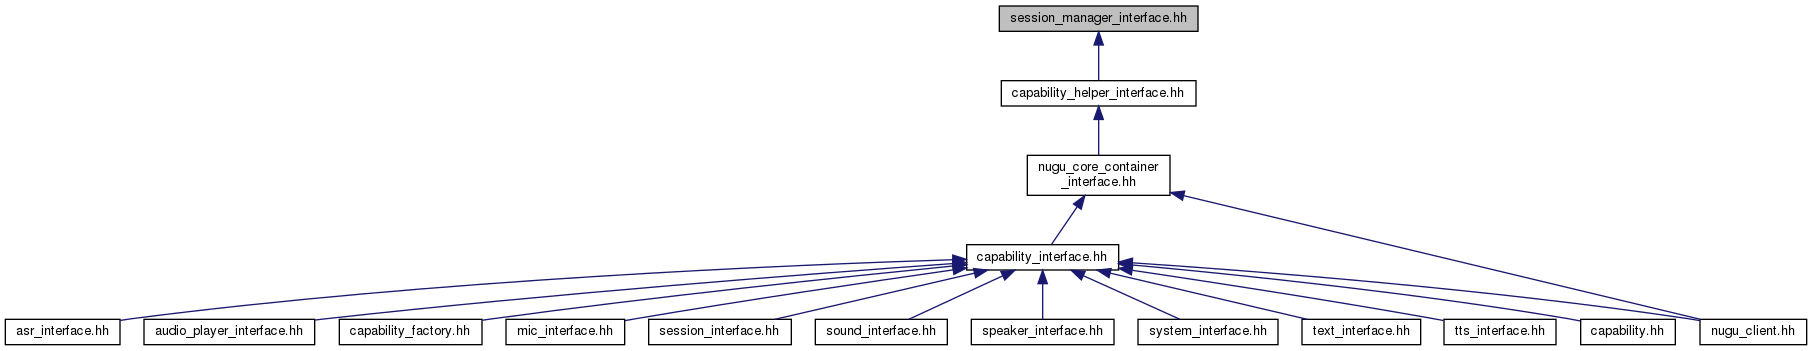 session_manager_interface.hh
capability_helper_interface.hh
nugu_core_container
_interface.hh
capability_interface.hh
asr_interface.hh
audio_player_interface.hh
capability_factory.hh
mic_interface.hh
session_interface.hh
sound_interface.hh
speaker_interface.hh
system_interface.hh
text_interface.hh
tts_interface.hh
capability.hh
nugu_client.hh